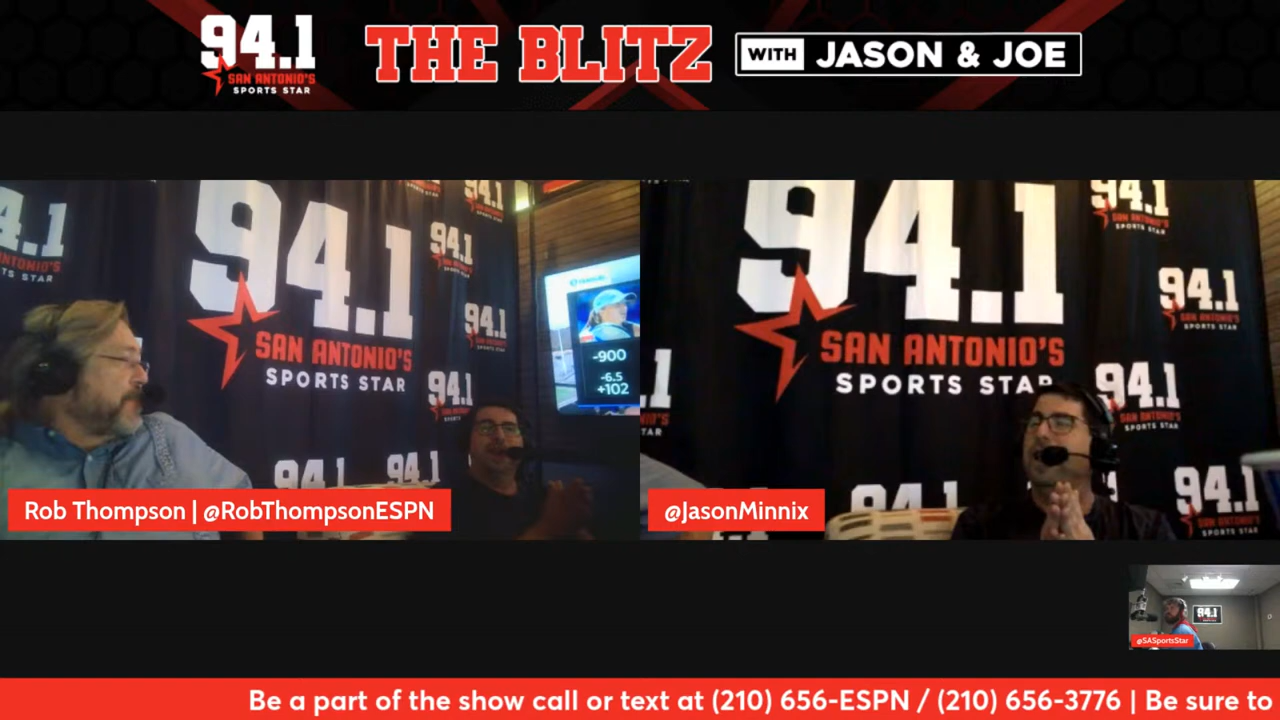 94.1
SAN ANTONIO'S
SPORTS STAR
THE BLITZ
WITH JASON & JOE
94.1
SAN ANTONIO'S
SPORTS STAR
-900
-6.5
+102
Rob Thompson | @RobThompsonESPN
94.1
SAN ANTONIO'S
SPORTS STAR
@JasonMinnix
94.1
@SASportsStar
Be a part of the show call or text at (210) 656-ESPN / (210) 656-3776 | Be sure to